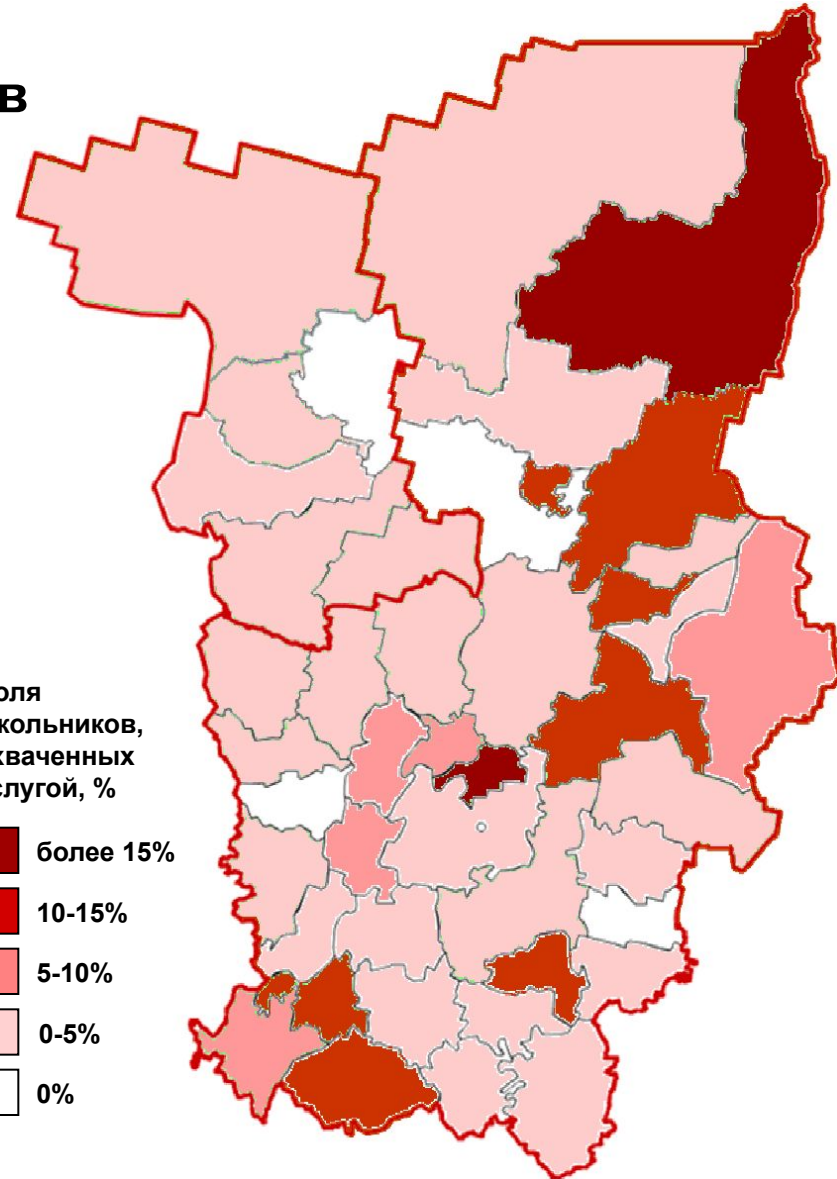 в
оля
кольников,
хваченных
слугой, %
более 15%
10-15%
5-10%
0-5%
0%